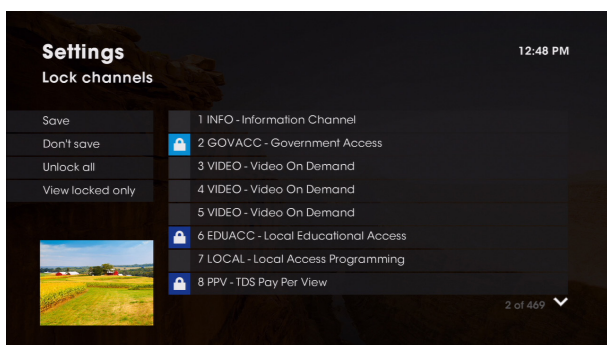 Settings
12:48 PM
Lock channels
Save
Don't save
Unlock all
View locked only
1 INFO - Information Channel
2 GOVACC - Government Access
3 VIDEO - Video On Demand
4 VIDEO - Video On Demand
5 VIDEO - Video On Demand
6 EDUACC - Local Educational Access
7 LOCAL - Local Access Programming
8 PPV - TDS Pay Per View
2 of 469